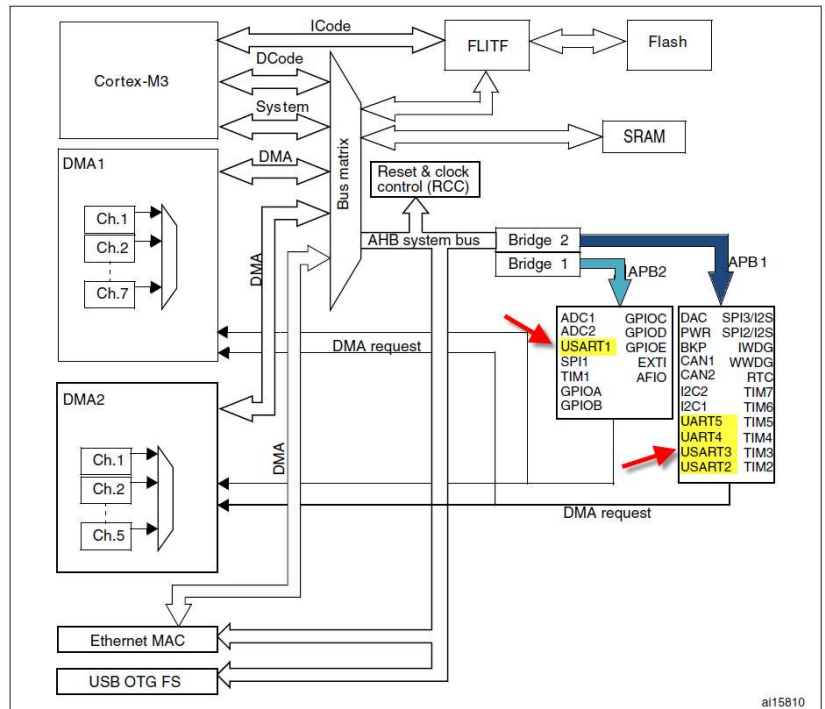 ICode
Cortex-M3
FLITF
Flash
DCode
System
SRAM
DMA1
DMA
Bus matrix
Reset & clock
control (RCC)
Ch.1
Ch.2
Ch.7
AHB system bus
Bridge 2
Bridge 1
APB2
APB1
DMA
DMA request
ADC1 GPIOC
ADC2 GPIOD
USART1 GPIOE
SPI1 EXTI
TIM1 AFIO
GPIOA
GPIOB
DAC SPI3/I2S
PWR SPI2/I2S
BKP IWDG
CAN1 WWDG
CAN2 RTC
I2C2 TIM7
I2C1 TIM6
UART5 TIM5
UART4 TIM4
USART3 TIM3
USART2 TIM2
DMA2
Ch.1
Ch.2
Ch.5
DMA
DMA request
Ethernet MAC
USB OTG FS
ai15810